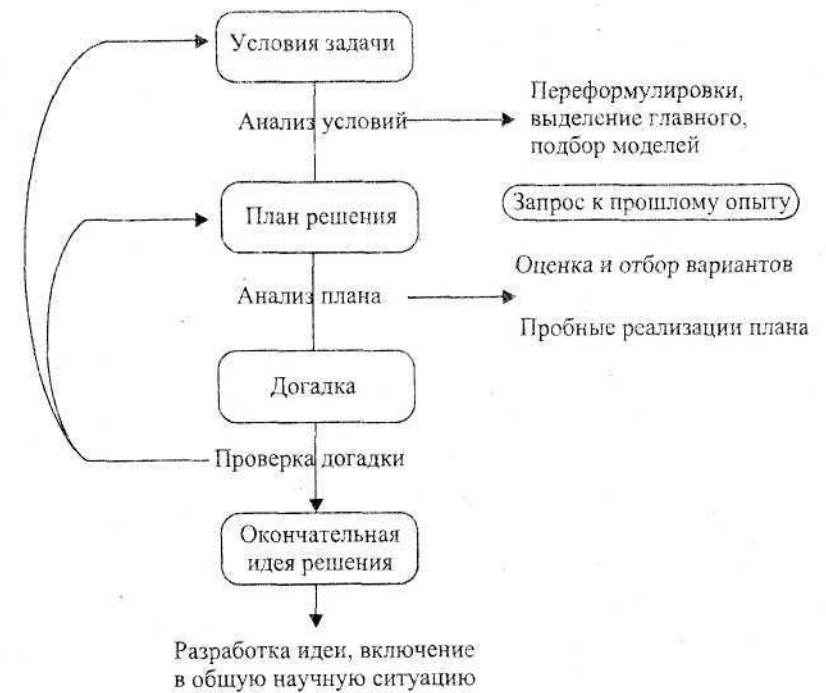 Условия задачи
Анализ условий
Переформулировки,
выделение главного,
подбор моделей
План решения
Запрос к прошлому опыту
Оценка и отбор вариантов
Анализ плана
Пробные реализации плана
Догадка
Проверка догадки
Окончательная
идея решения
Разработка идеи, включение
в общую научную ситуацию